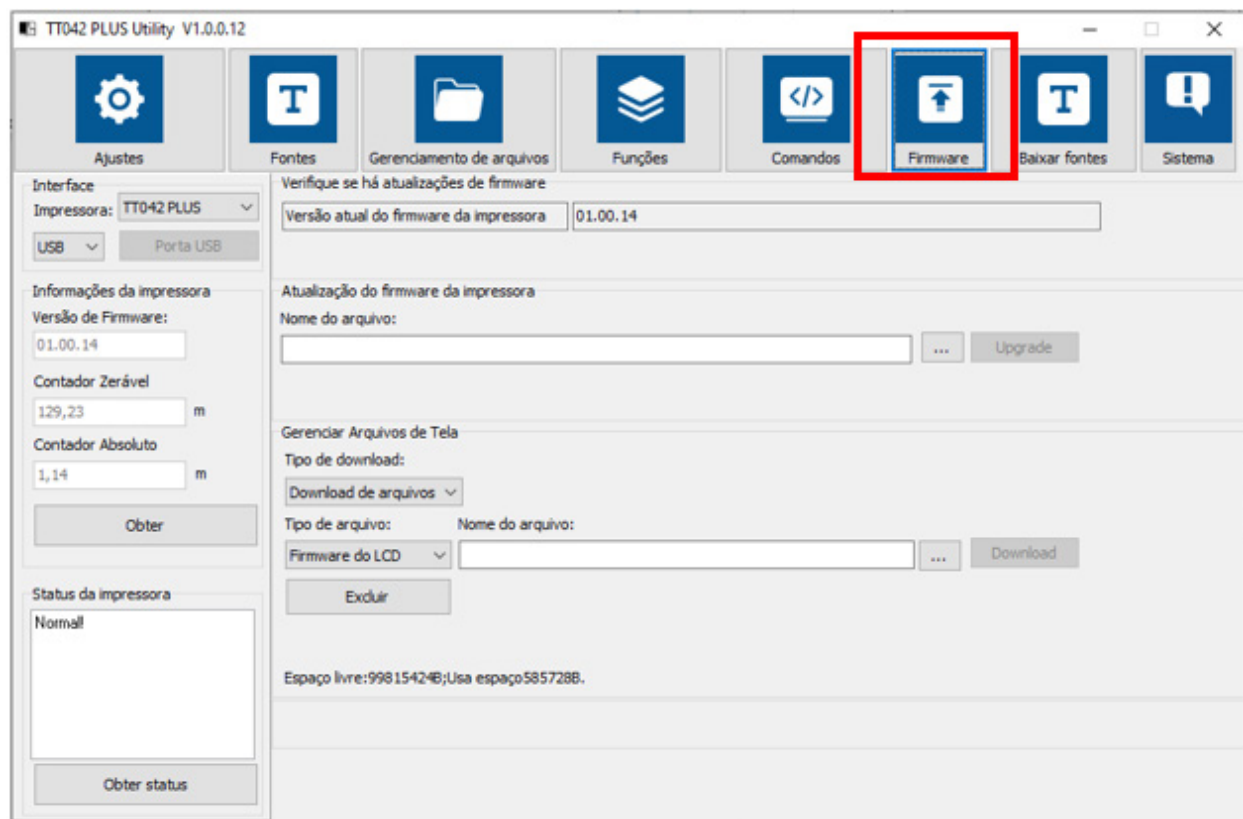 TT042 PLUS Utility V1.0.0.12
Ajustes
Fontes
Gerenciamento de arquivos
Funções
Comandos
Firmware
Baixar fontes
Sistema
Interface
Impressora: TT042 PLUS
USB Porta USB
Informações da impressora
Versão de Firmware:
01.00.14
Contador Zerável
129,23 m
Contador Absoluto
1,14 m
Obter
Status da impressora
Normal!
Obter status
Verifique se há atualizações de firmware
Versão atual do firmware da impressora 01.00.14
Atualização do firmware da impressora
Nome do arquivo:
... Upgrade
Gerenciar Arquivos de Tela
Tipo de download:
Download de arquivos
Tipo de arquivo: Nome do arquivo:
Firmware do LCD ... Download
Excluir
Espaço livre:99815424B;Usa espaço585728B.